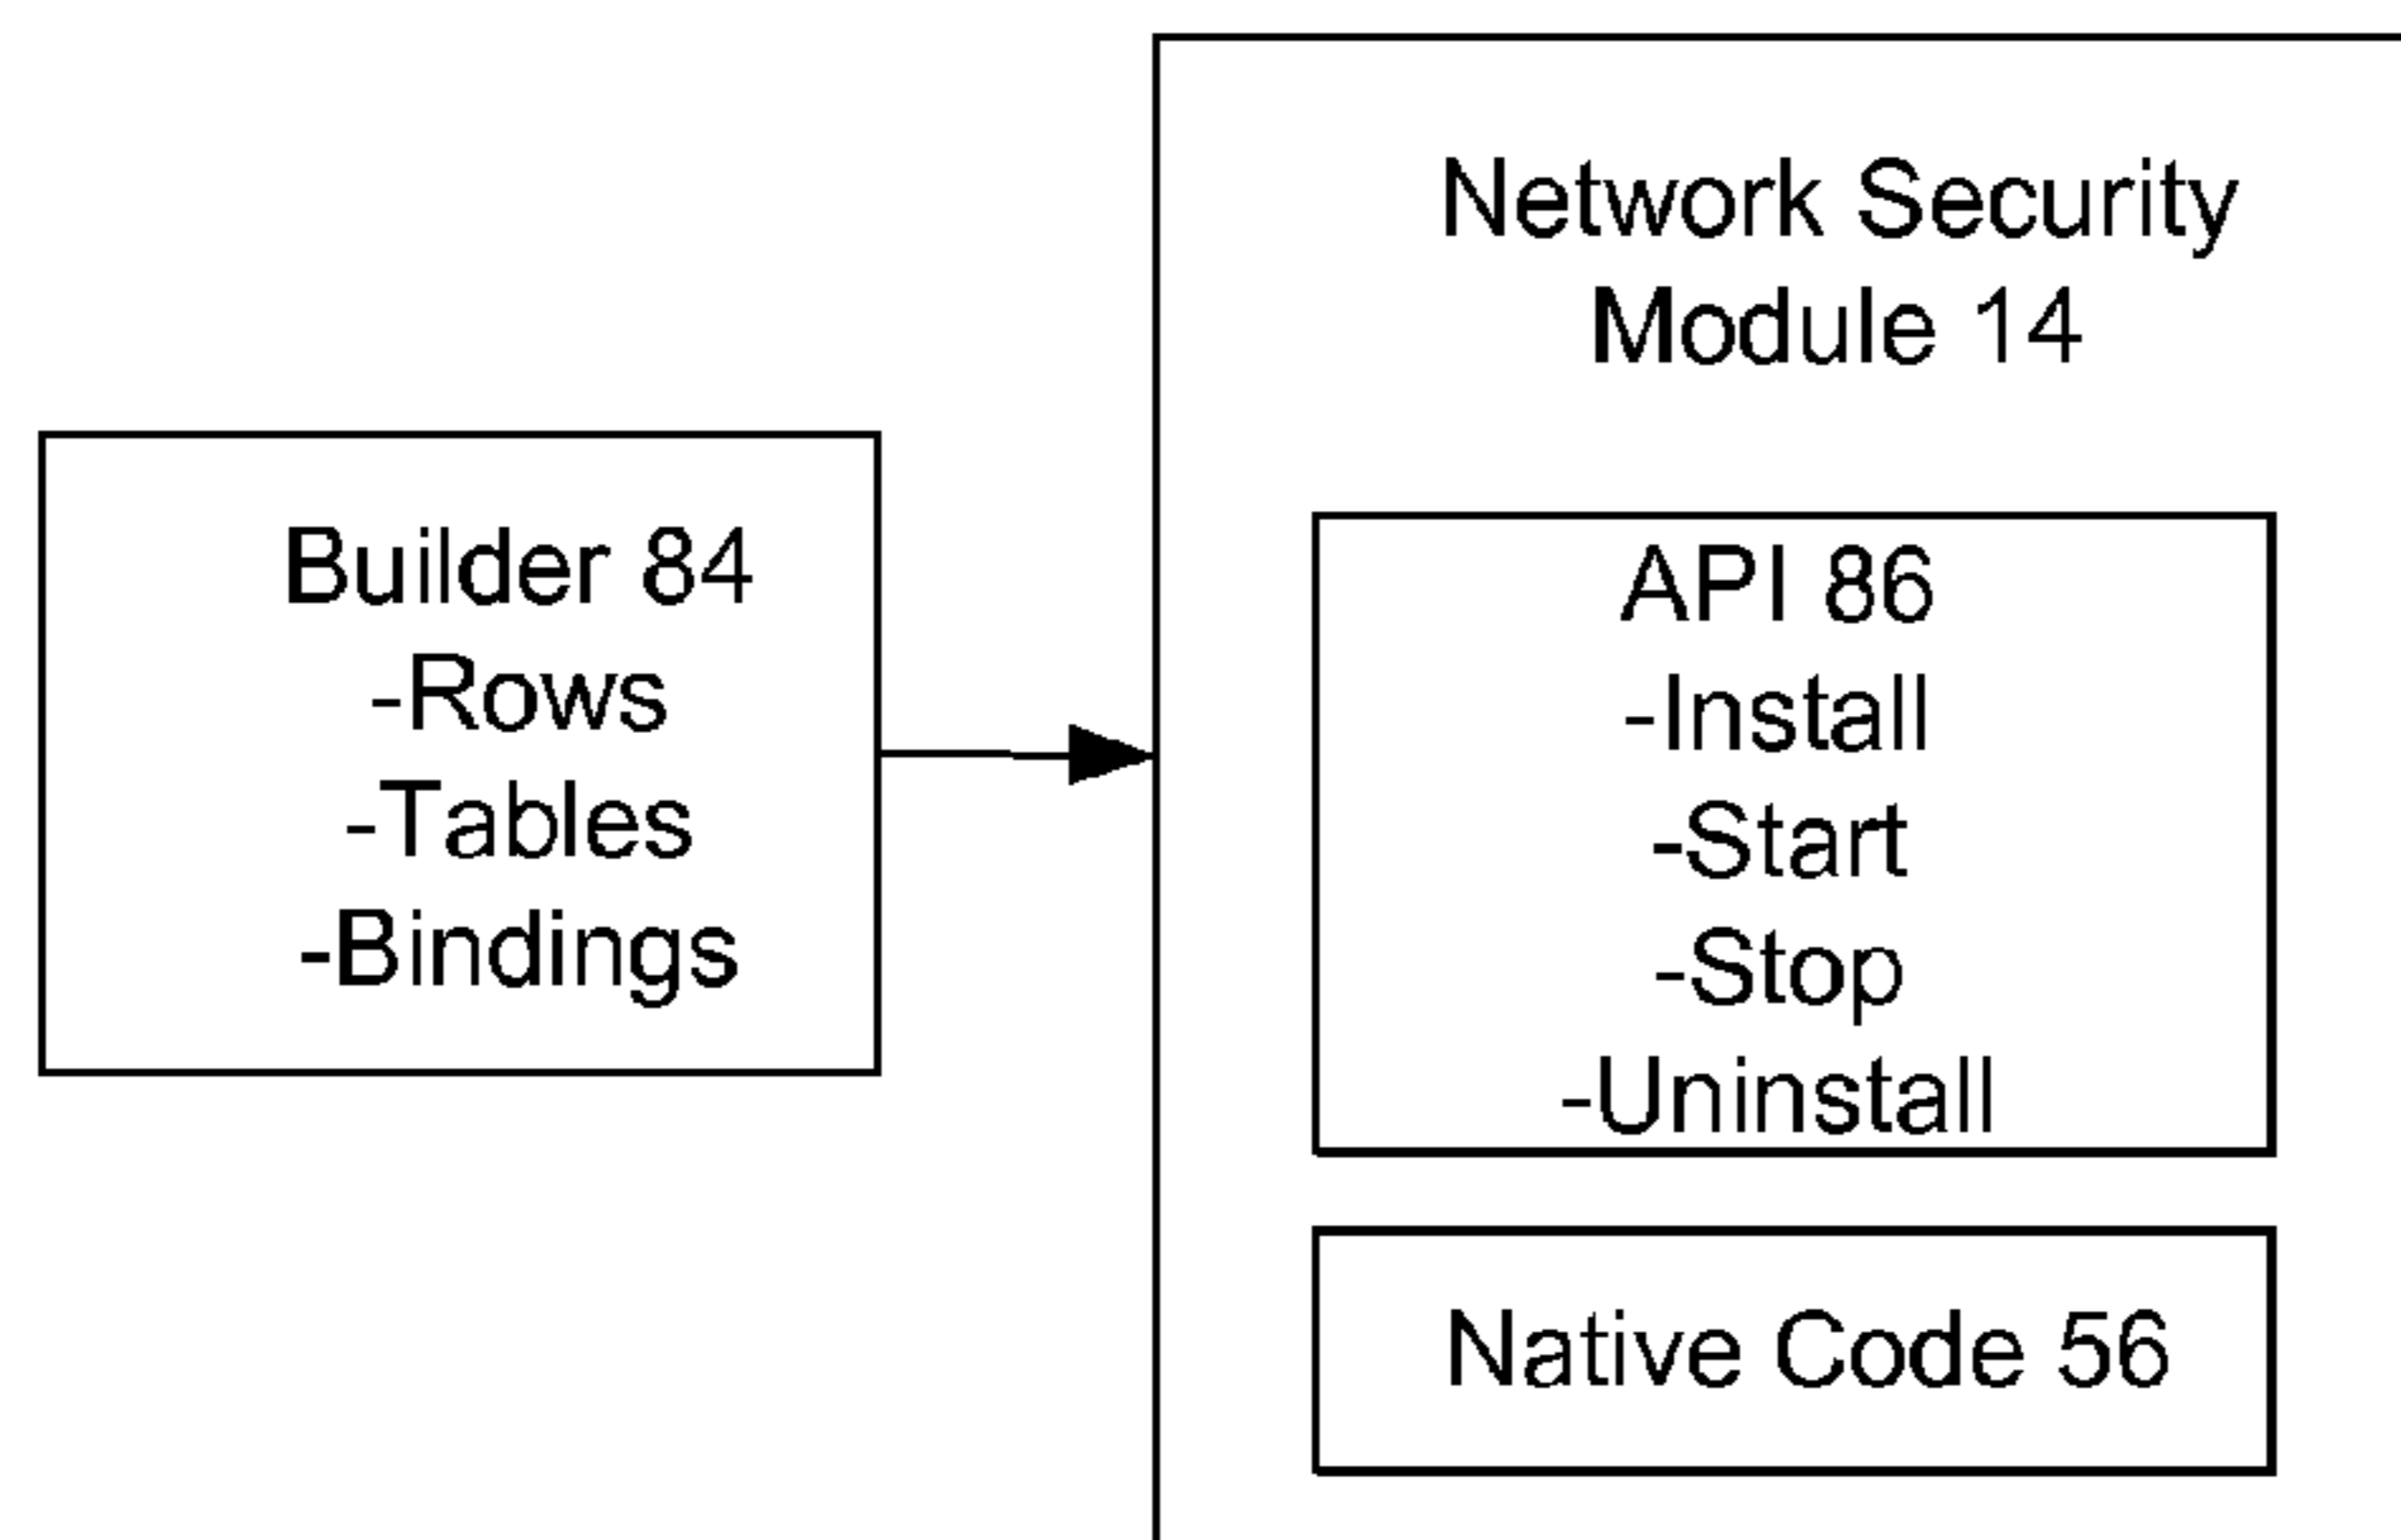 Network Security
Module 14
Builder 84
-Rows
-Tables
-Bindings
API 86
-Install
-Start
-Stop
-Uninstall
Native Code 56